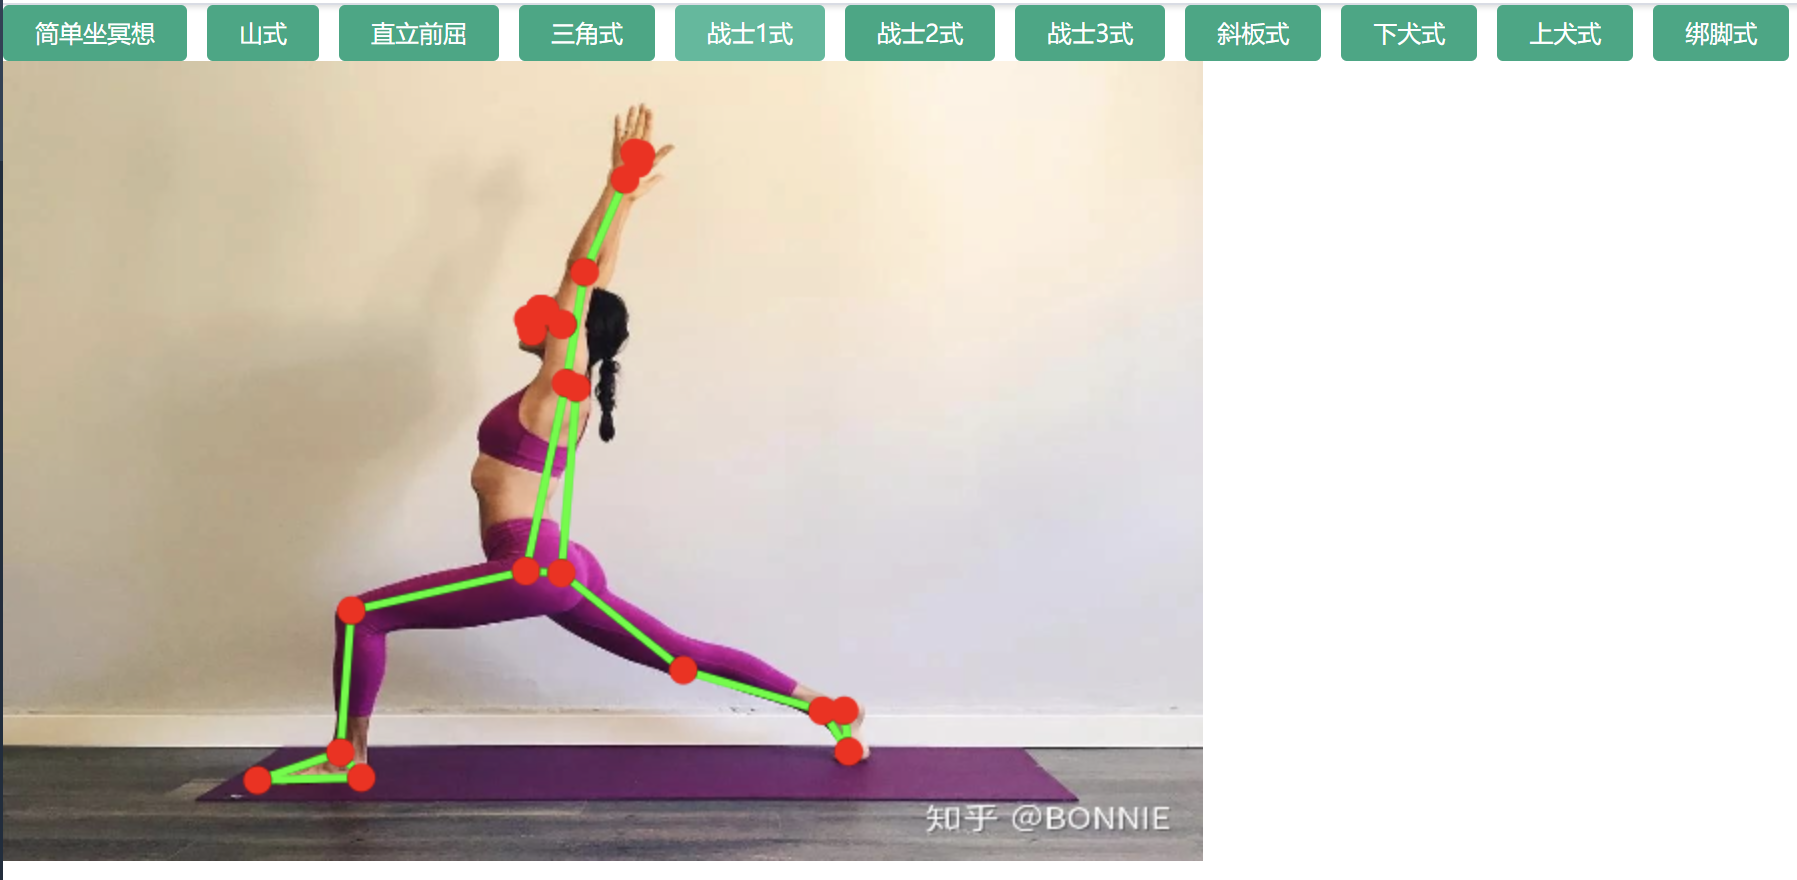 简单坐冥想
山式
直立前屈
三角式
战士1式
战士2式
战士3式
斜板式
下犬式
上犬式
绑脚式
知乎 @BONNIE